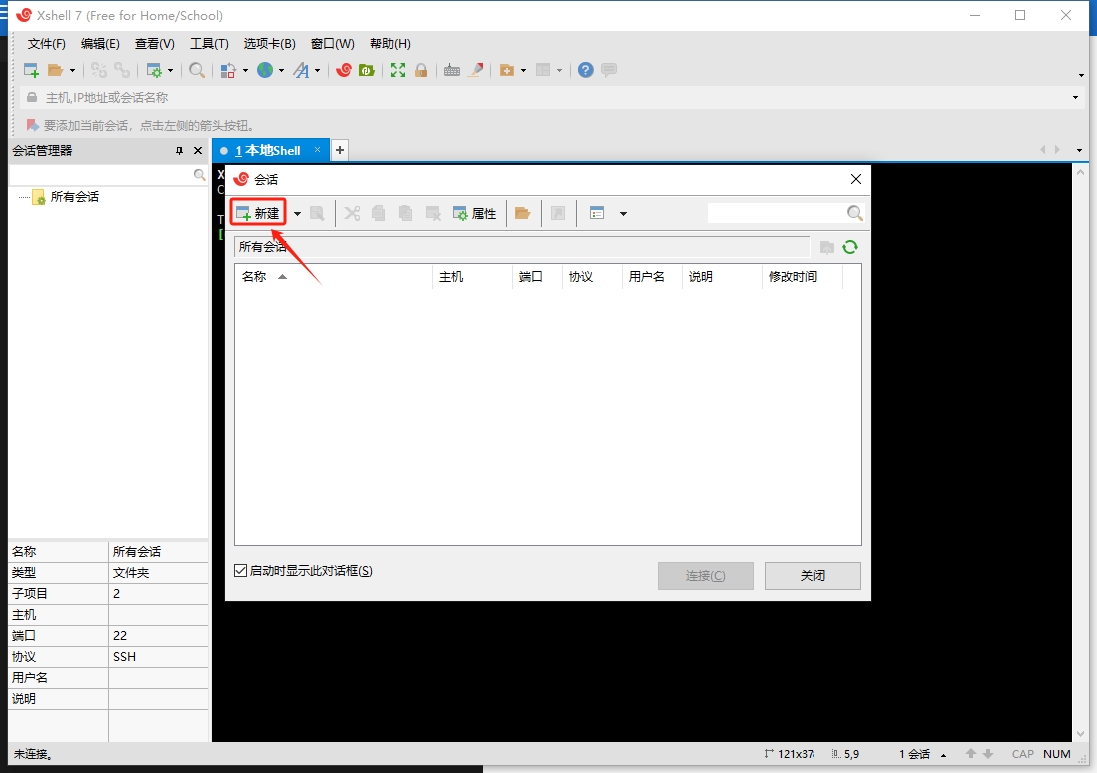 Xshell 7 (Free for Home/School)
文件(F) 编辑(E) 查看(V) 工具(T) 选项卡(B) 窗口(W) 帮助(H)
主机,IP地址或会话名称
要添加当前会话，点击左侧的箭头按钮。
会话管理器
1 本地Shell
所有会话
X
C
T
[
会话
新建
属性
所有会话
名称 主机 端口 协议 用户名 说明 修改时间
启动时显示此对话框(S)
连接(C) 关闭
名称 所有会话
类型 文件夹
子项目 2
主机
端口 22
协议 SSH
用户名
说明
未连接。 121x37 5,9 1 会话 CAP NUM